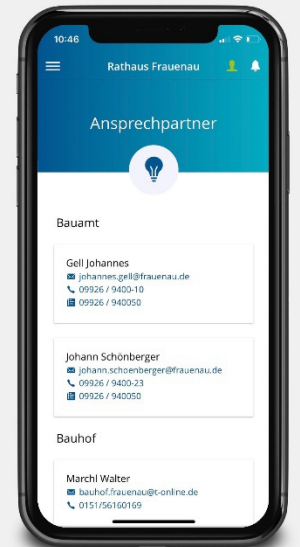 10:46
Rathaus Frauenau
Ansprechpartner
Bauamt
Gell Johannes
johannes.gell@frauenau.de
09926 / 9400-10
09926 / 940050
Johann Schönberger
johann.schoenberger@frauenau.de
09926 / 9400-23
09926 / 940050
Bauhof
Marchl Walter
bauhof.frauenau@t-online.de
0151/56160169